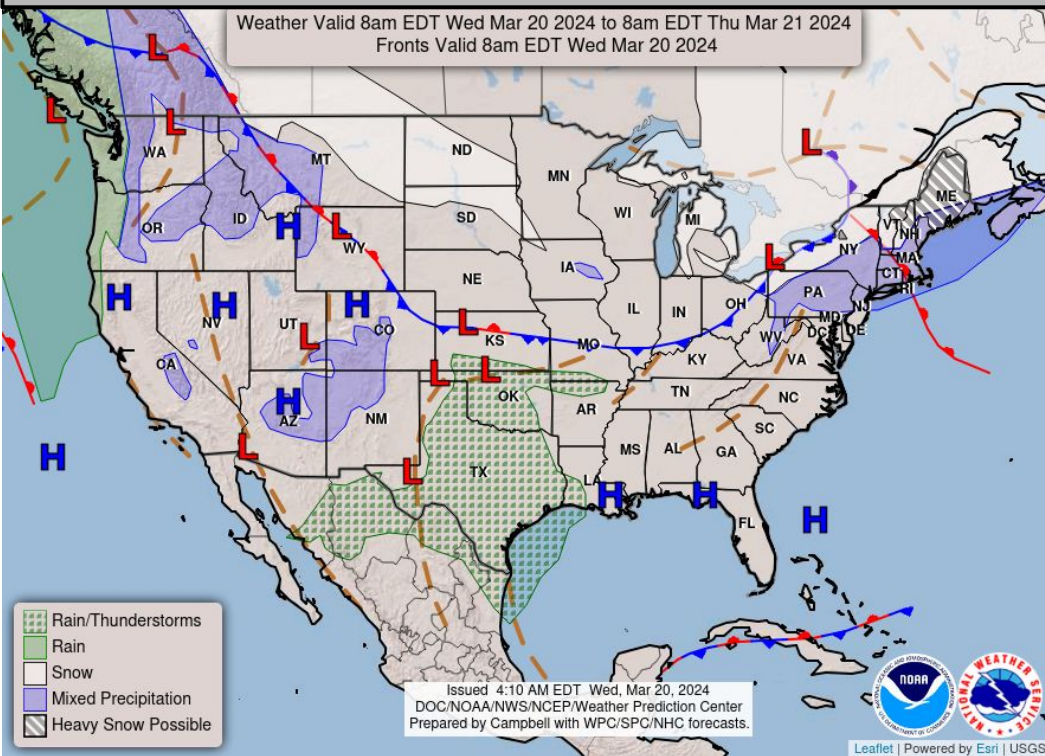 Weather Valid 8am EDT Wed Mar 20 2024 to 8am EDT Thu Mar 21 2024
Fronts Valid 8am EDT Wed Mar 20 2024
L
L
L
WA
MT
ND
MN
L
ME
OR
ID
H
L
WY
SD
WI
MI
VT
NH
NY
MA
CT
RI
L
H
H
NV
UT
H
CO
NE
IA
IL
IN
OH
PA
NJ
MD
DE
DC
WV
VA
L
L
KS
MO
KY
CA
L
L
OK
AR
TN
NC
H
AZ
NM
L
H
L
TX
MS
AL
GA
SC
LA
H
H
FL
H
Rain/Thunderstorms
Rain
Snow
Mixed Precipitation
Heavy Snow Possible
Issued 4:10 AM EDT Wed, Mar 20, 2024
DOC/NOAA/NWS/NCEP/Weather Prediction Center
Prepared by Campbell with WPC/SPC/NHC forecasts.
NOAA
NATIONAL WEATHER SERVICE
Leaflet | Powered by Esri | USGS